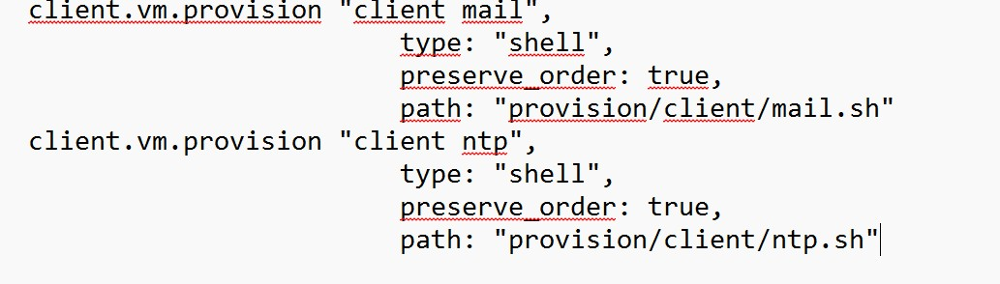 client.vm.provision "client mail",
type: "shell",
preserve_order: true,
path: "provision/client/mail.sh"
client.vm.provision "client ntp",
type: "shell",
preserve_order: true,
path: "provision/client/ntp.sh"